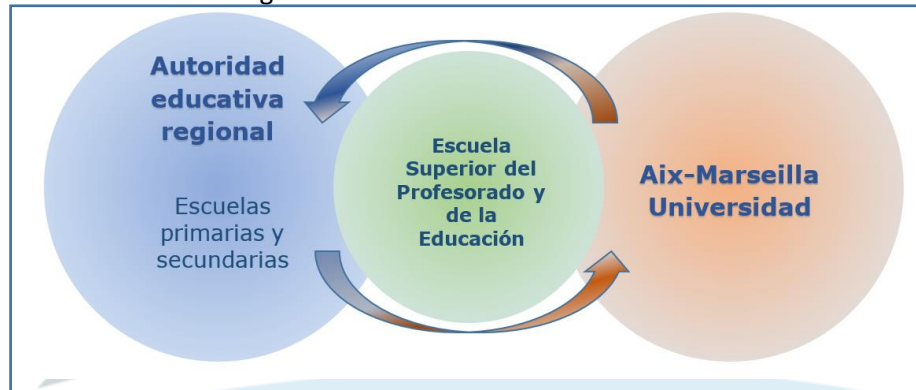 Autoridad
educativa
regional
Escuelas
primarias y
secundarias
Escuela
Superior del
Profesorado y
de la
Educación
Aix-Marseilla
Universidad